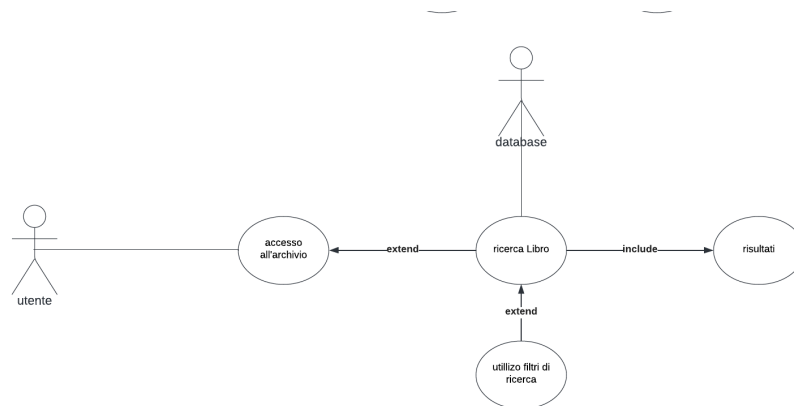 database
accesso
all'archivio
extend
ricerca Libro
include
risultati
utente
extend
utillizo filtri di
ricerca